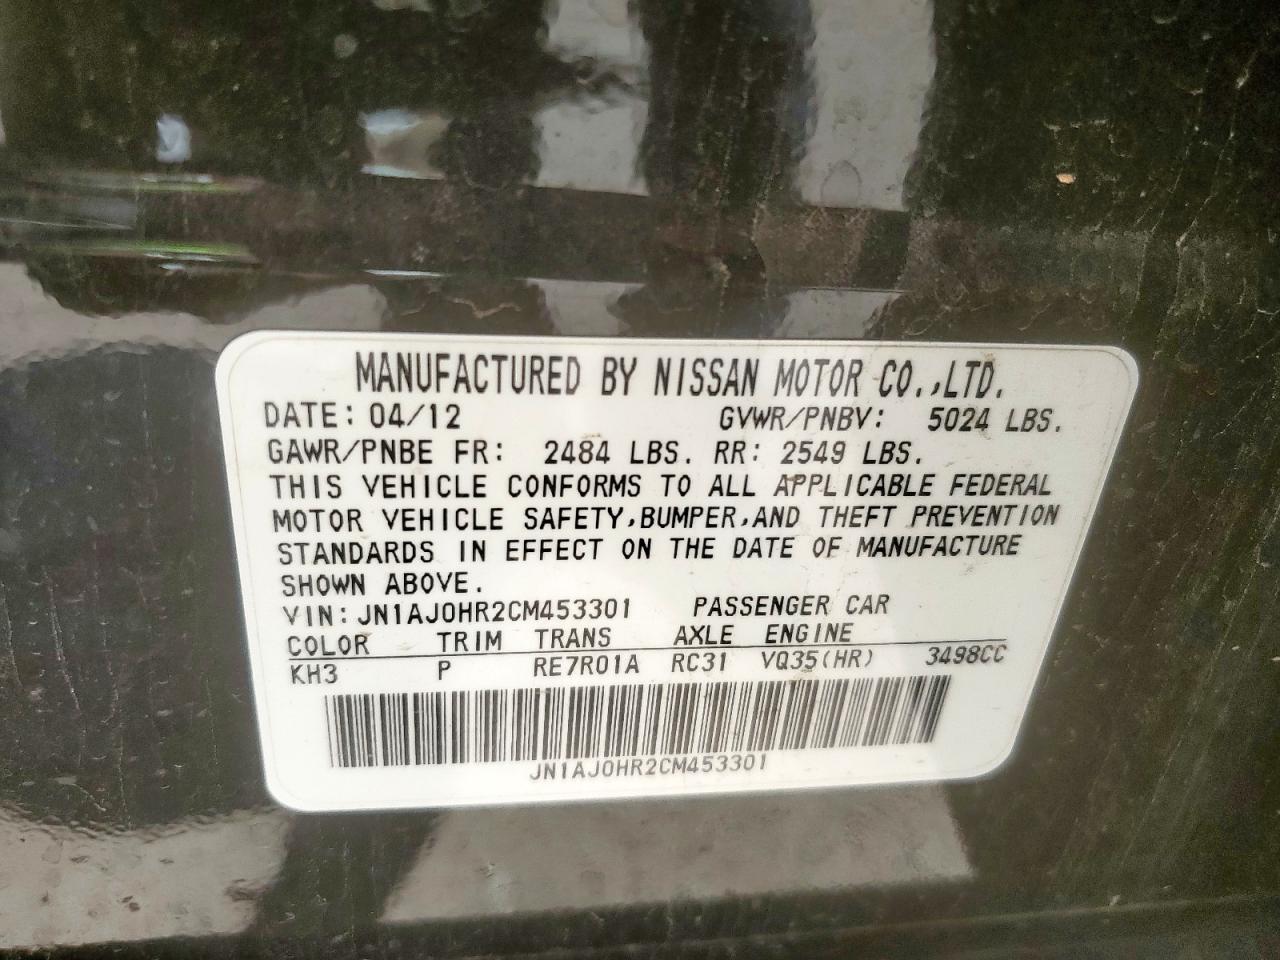 MANUFACTURED BY NISSAN MOTOR CO.,LTD.
DATE: 04/12 GVWR/PNBV: 5024 LBS.
GAWR/PNBE FR: 2484 LBS. RR: 2549 LBS.
THIS VEHICLE CONFORMS TO ALL APPLICABLE FEDERAL
MOTOR VEHICLE SAFETY,BUMPER,AND THEFT PREVENTION
STANDARDS IN EFFECT ON THE DATE OF MANUFACTURE
SHOWN ABOVE.
VIN:JN1AJ0HR2CM453301 PASSENGER CAR
COLOR TRIM TRANS AXLE ENGINE
KH3 P RE7R01A RC31 VQ35(HR) 3498CC
JN1AJ0HR2CM453301